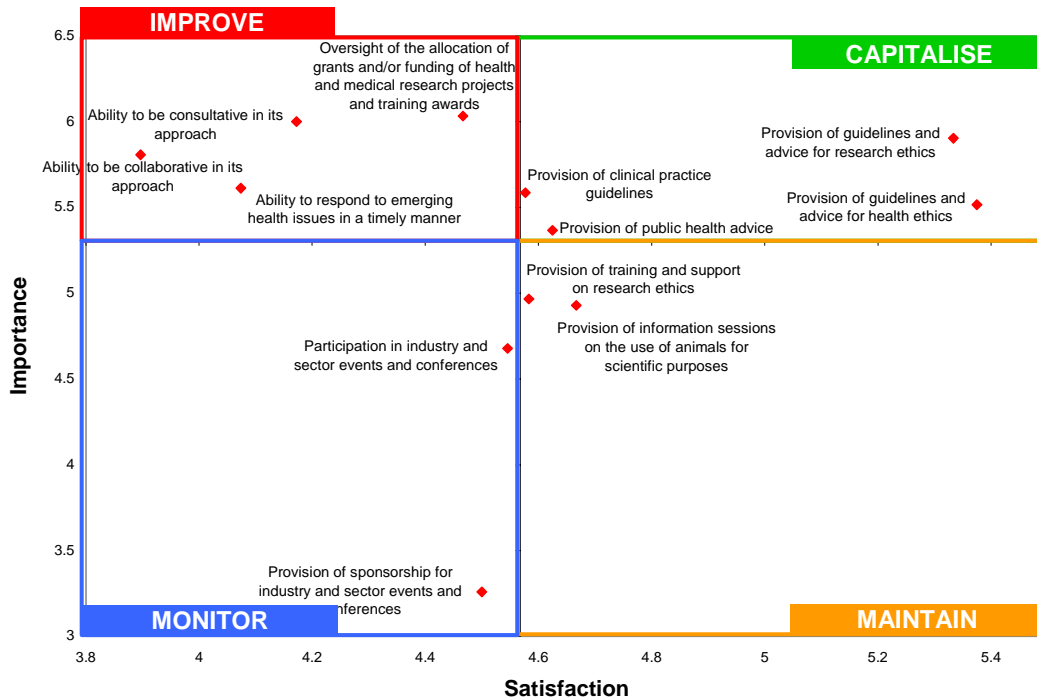 IMPROVE
6.5
Oversight of the allocation of
grants and/or funding of health
and medical research projects
and training awards
CAPITALISE
6
Ability to be consultative in its
approach
Provision of guidelines and
advice for research ethics
Ability to be collaborative in its
approach
Provision of clinical practice
guidelines
Ability to respond to emerging
health issues in a timely manner
Provision of guidelines and
advice for health ethics
5.5
Provision of public health advice
5
Provision of training and support
on research ethics
Participation in industry and
sector events and conferences
Provision of information sessions
on the use of animals for
scientific purposes
4.5
Importance
4
3.5
Provision of sponsorship for
industry and sector events and
onferences
MONITOR
MAINTAIN
3
3.8 4 4.2 4.4 4.6 4.8 5 5.2 5.4
Satisfaction